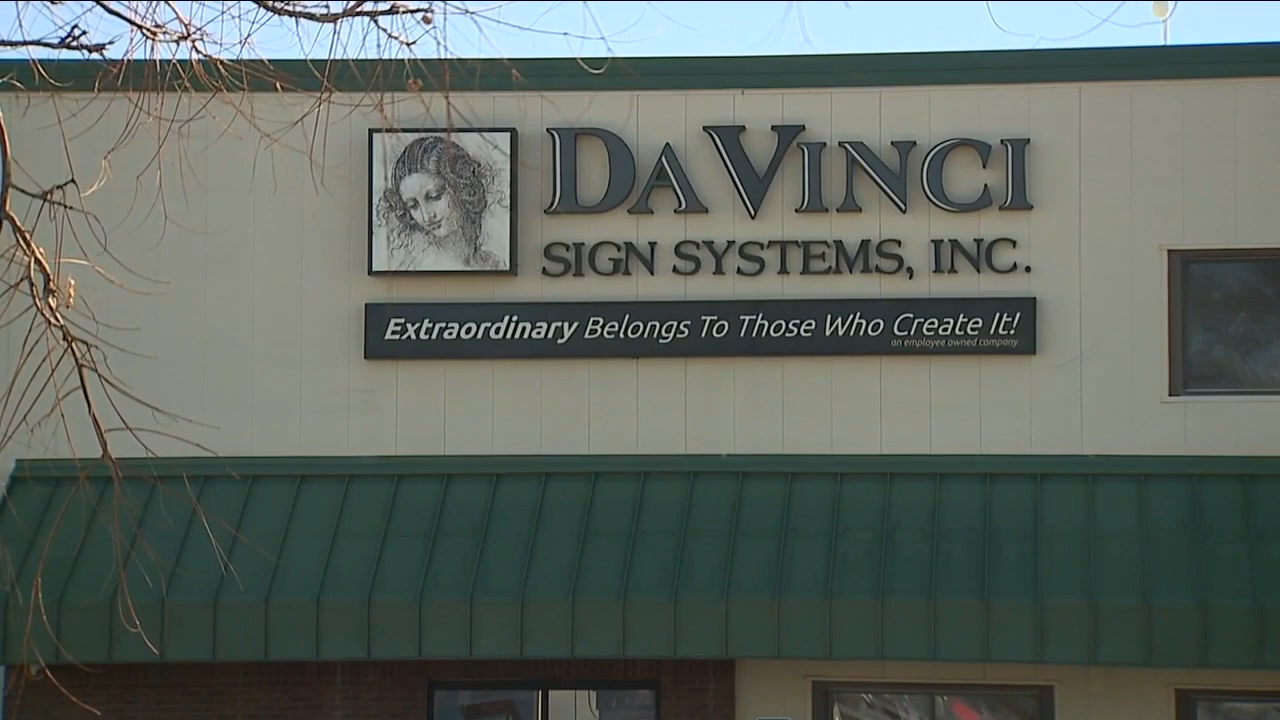 DAVINCI
SIGN SYSTEMS, INC.
Extraordinary Belongs To Those Who Create It!
an employee owned company